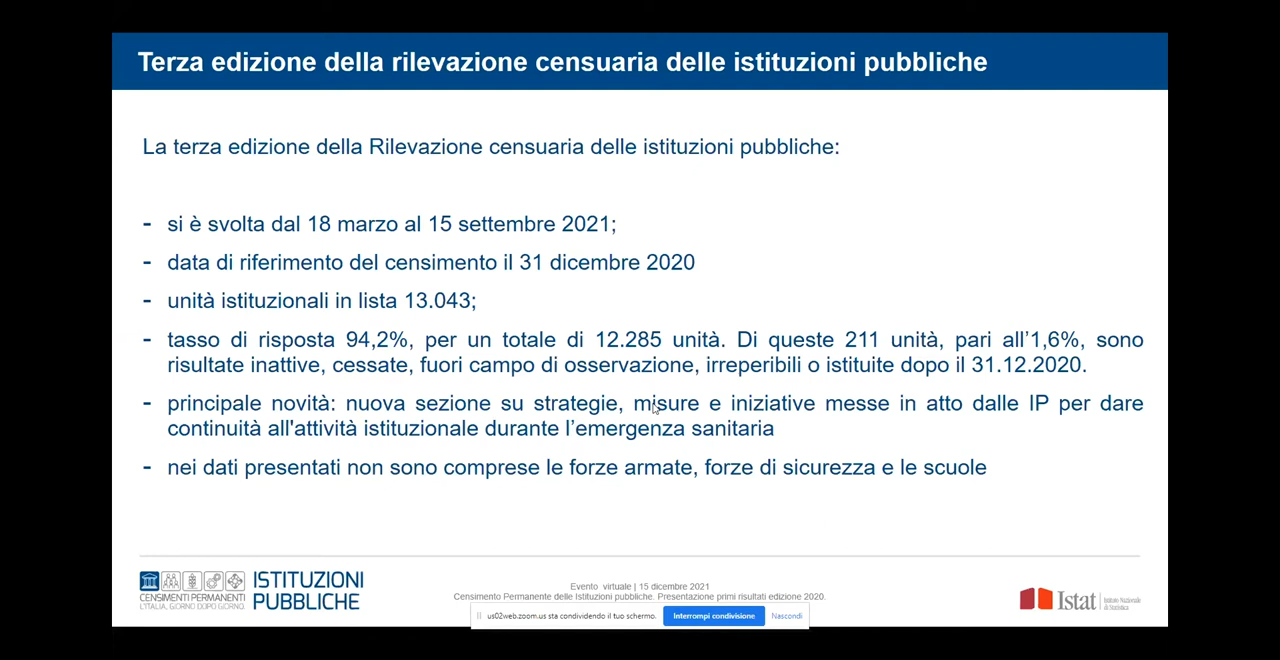 Terza edizione della rilevazione censuaria delle istituzioni pubbliche
La terza edizione della Rilevazione censuaria delle istituzioni pubbliche:
- si è svolta dal 18 marzo al 15 settembre 2021;
- data di riferimento del censimento il 31 dicembre 2020
- unità istituzionali in lista 13.043;
- tasso di risposta 94,2%, per un totale di 12.285 unità. Di queste 211 unità, pari all’1,6%, sono
risultate inattive, cessate, fuori campo di osservazione, irreperibili o istituite dopo il 31.12.2020.
- principale novità: nuova sezione su strategie, misure e iniziative messe in atto dalle IP per dare
continuità all'attività istituzionale durante l’emergenza sanitaria
- nei dati presentati non sono comprese le forze armate, forze di sicurezza e le scuole
CENSIMENTI PERMANENTI
L'ITALIA, GIORNO DOPO GIORNO.
ISTITUZIONI
PUBBLICHE
Evento virtuale | 15 dicembre 2021
Censimento Permanente delle Istituzioni pubbliche. Presentazione primi risultati edizione 2020.
us02web.zoom.us sta condividendo il tuo schermo. Interrompi condivisione Nascondi
Istat
Istituto Nazionale
di Statistica